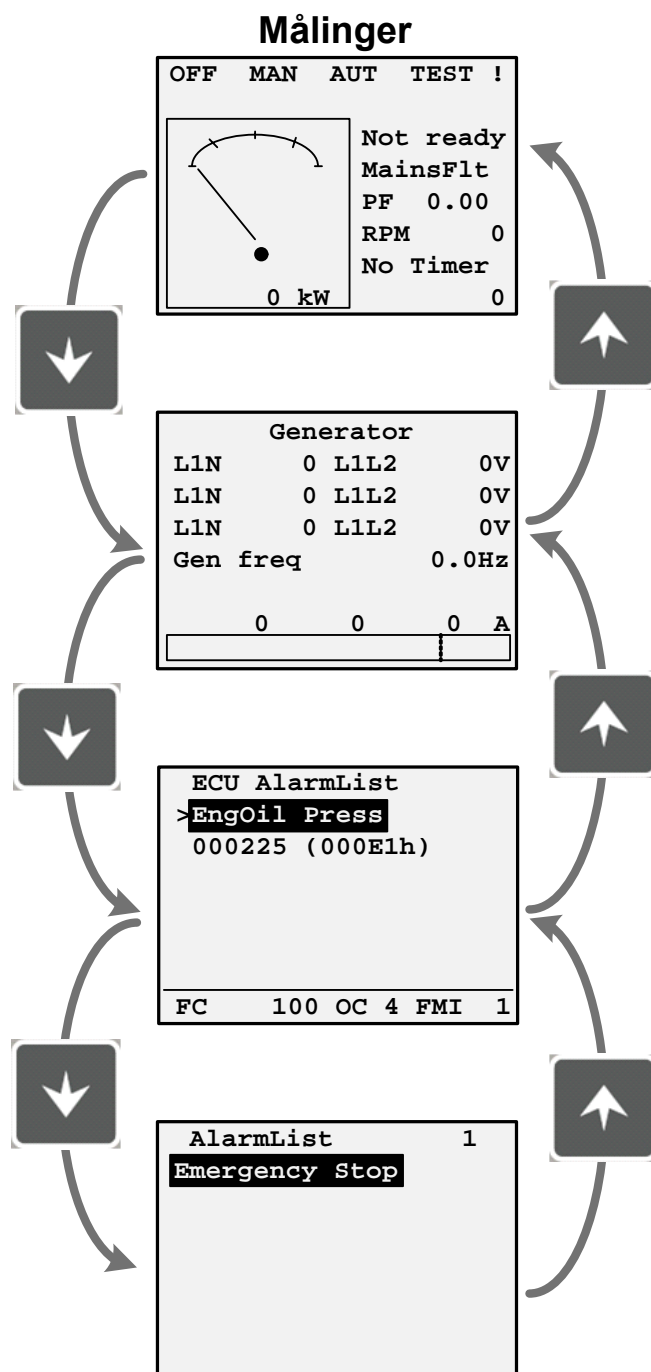 Målinger
OFF MAN AUT TEST !
Not ready
MainsFlt
PF 0.00
RPM 0
No Timer
0 kW 0
Generator
L1N 0 L1L2 0V
L1N 0 L1L2 0V
L1N 0 L1L2 0V
Gen freq 0.0Hz
0 0 0 A
ECU AlarmList
>EngOil Press
000225 (000E1h)
FC 100 OC 4 FMI 1
AlarmList 1
Emergency Stop